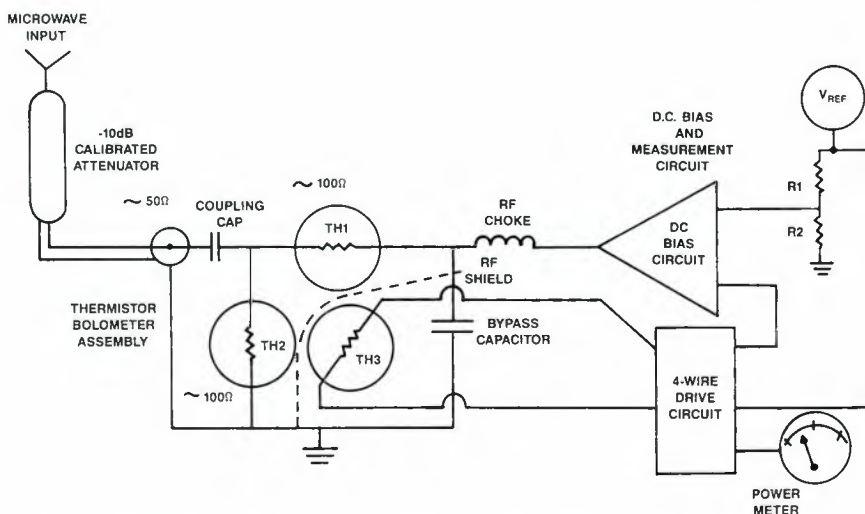 MICROWAVE
INPUT
-10dB
CALIBRATED
ATTENUATOR
~ 50Ω
COUPLING
CAP
~ 100Ω
TH1
RF
CHOKE
D.C. BIAS
AND
MEASUREMENT
CIRCUIT
VREF
R1
R2
DC
BIAS
CIRCUIT
RF
SHIELD
THERMISTOR
BOLOMETER
ASSEMBLY
TH2
~ 100Ω
TH3
BYPASS
CAPACITOR
4-WIRE
DRIVE
CIRCUIT
POWER
METER